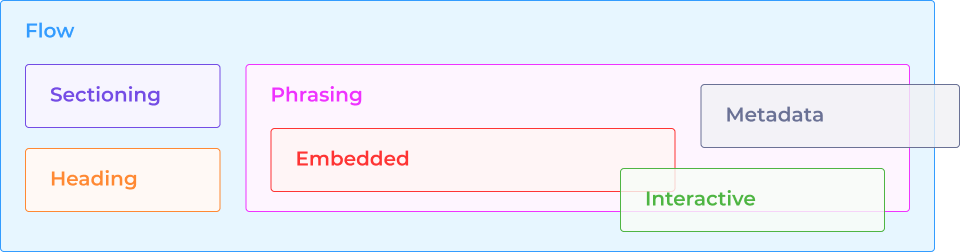 Flow
Sectioning
Phrasing
Metadata
Embedded
Heading
Interactive